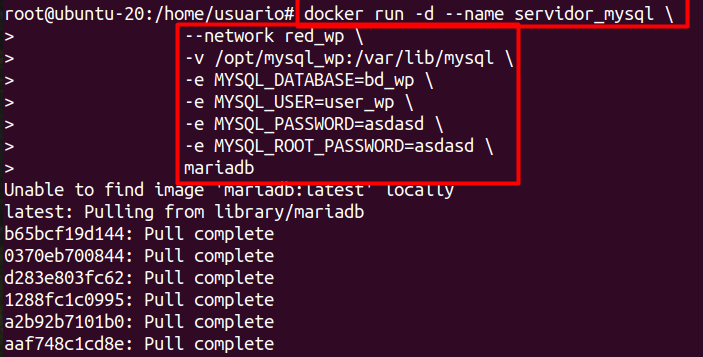 root@ubuntu-20:/home/usuario# docker run -d --name servidor_mysql \
> --network red_wp \
> -v /opt/mysql_wp:/var/lib/mysql \
> -e MYSQL_DATABASE=bd_wp \
> -e MYSQL_USER=user_wp \
> -e MYSQL_PASSWORD=asdasd \
> -e MYSQL_ROOT_PASSWORD=asdasd \
> mariadb
Unable to find image 'mariadb:latest' locally
latest: Pulling from library/mariadb
b65bcf19d144: Pull complete
0370eb700844: Pull complete
d283e803fc62: Pull complete
1288fc1c0995: Pull complete
a2b92b7101b0: Pull complete
aaf748c1cd8e: Pull complete